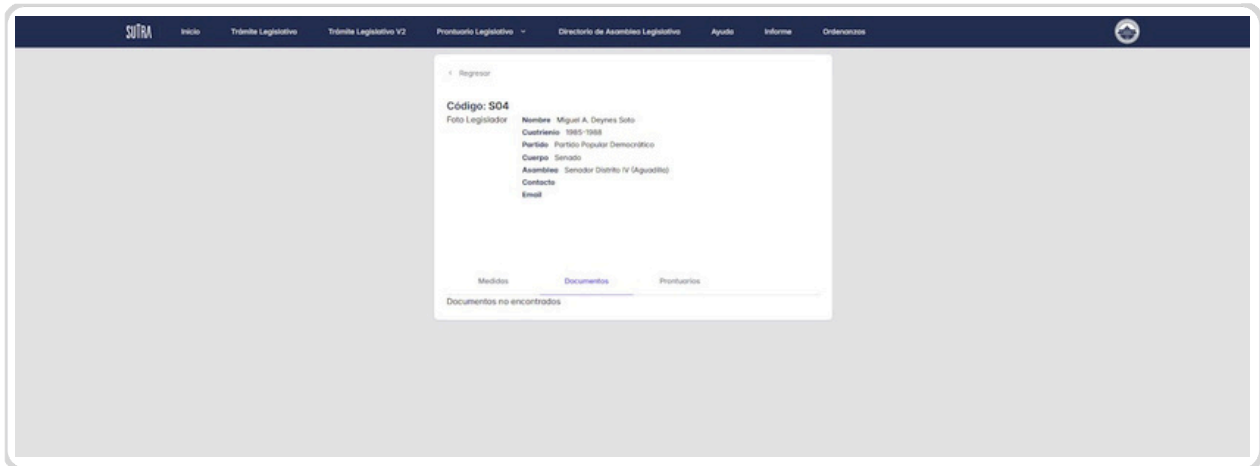 SUTRA Inicio Trámite Legislativo Trámite Legislativo V2 Prontuario Legislativo Directorio de Asamblea Legislativa Ayuda Informe Ordenanzas
< Regresar
Código: S04
Foto Legislador
Nombre Miguel A. Deynes Soto
Cuatrienio 1985-1988
Partido Partido Popular Democrático
Cuerpo Senado
Asamblea Senador Distrito IV (Aguadilla)
Contacto
Email
Medidas Documentos Prontuarios
Documentos no encontrados